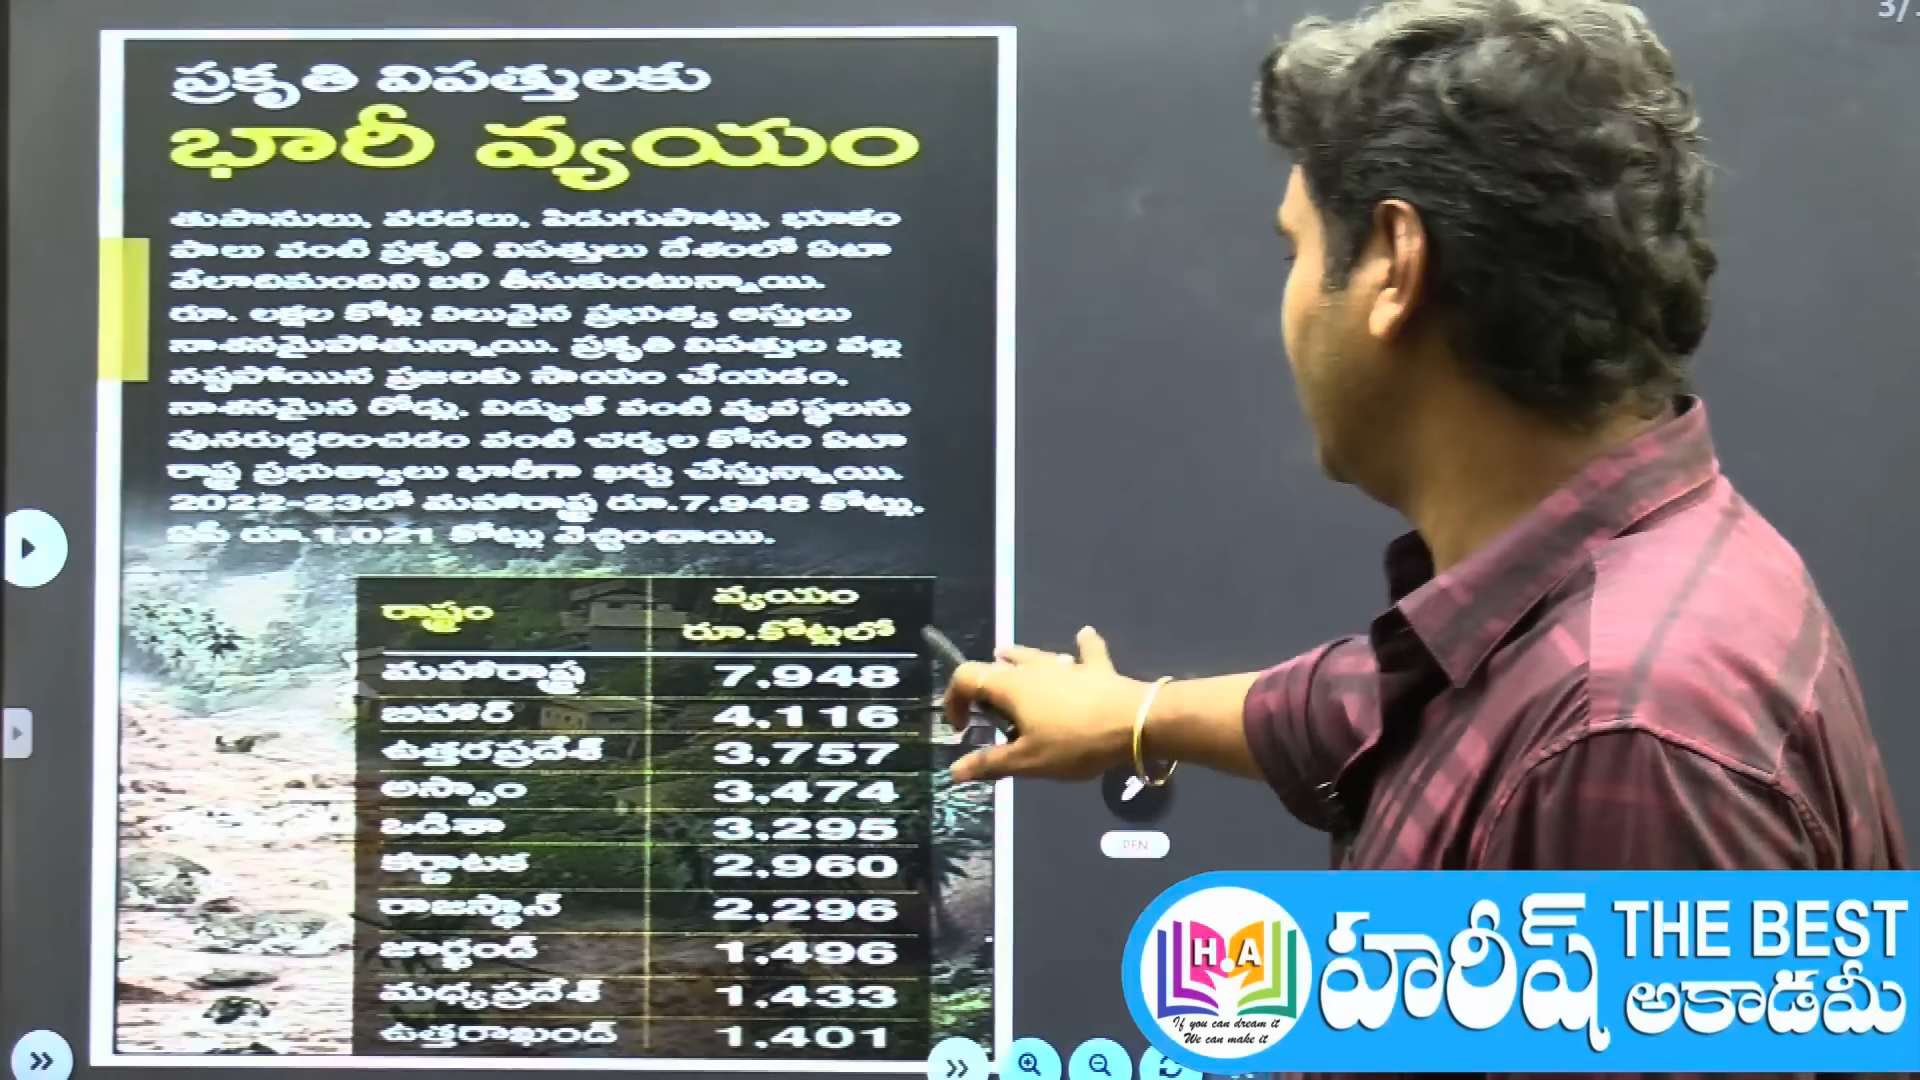 3/
ప్రకృతి విపత్తులకు
భారీ వ్యయం
తుపానులు, వరదలు, పిడుగుపాట్లు, భూకం
పాలు వంటి ప్రకృతి విపత్తులు దేశంలో ఏటా
వేలాదిమందిని బలి తీసుకుంటున్నాయి.
రూ. లక్షల కోట్ల విలువైన ప్రభుత్వ ఆస్తులు
నాశనమైపోతున్నాయి. ప్రకృతి విపత్తుల వల్ల
నష్టపోయిన ప్రజలకు సాయం చేయడం,
నాశనమైన రోడ్లు, విద్యుత్ వంటి వ్యవస్థలను
పునరుద్ధరించడం వంటి చర్యల కోసం ఏటా
రాష్ట్ర ప్రభుత్వాలు భారీగా ఖర్చు చేస్తున్నాయి.
2022-23లో మహారాష్ట్ర రూ.7,948 కోట్లు,
ఏపీ రూ.1,021 కోట్లు వెచ్చించాయి.
రాష్ట్రం వ్యయం
రూ.కోట్లలో
మహారాష్ట్ర 7,948
బిహార్ 4,116
ఉత్తరప్రదేశ్ 3,757
అస్సాం 3,474
ఒడిశా 3,295
కర్ణాటక 2,960
రాజస్థాన్ 2,296
జార్ఖండ్ 1,496
మధ్యప్రదేశ్ 1,433
ఉత్తరాఖండ్ 1,401
PEN
H.A
If you can dream it
We can make it
హరీష్ THE BEST
అకాడమీ